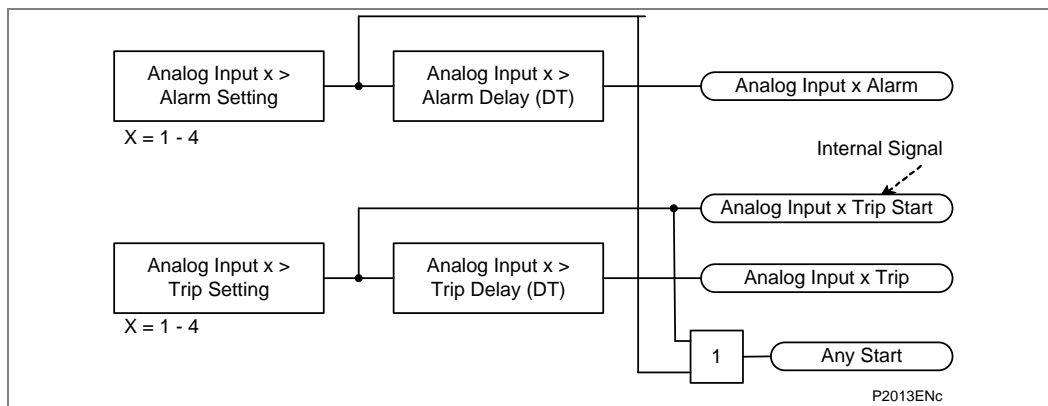 Analog Input x >
Alarm Setting
Analog Input x >
Alarm Delay (DT)
Analog Input x Alarm
X = 1 - 4
Internal Signal
Analog Input x Trip Start
Analog Input x >
Trip Setting
Analog Input x >
Trip Delay (DT)
Analog Input x Trip
X = 1 - 4
1
Any Start
P2013ENc